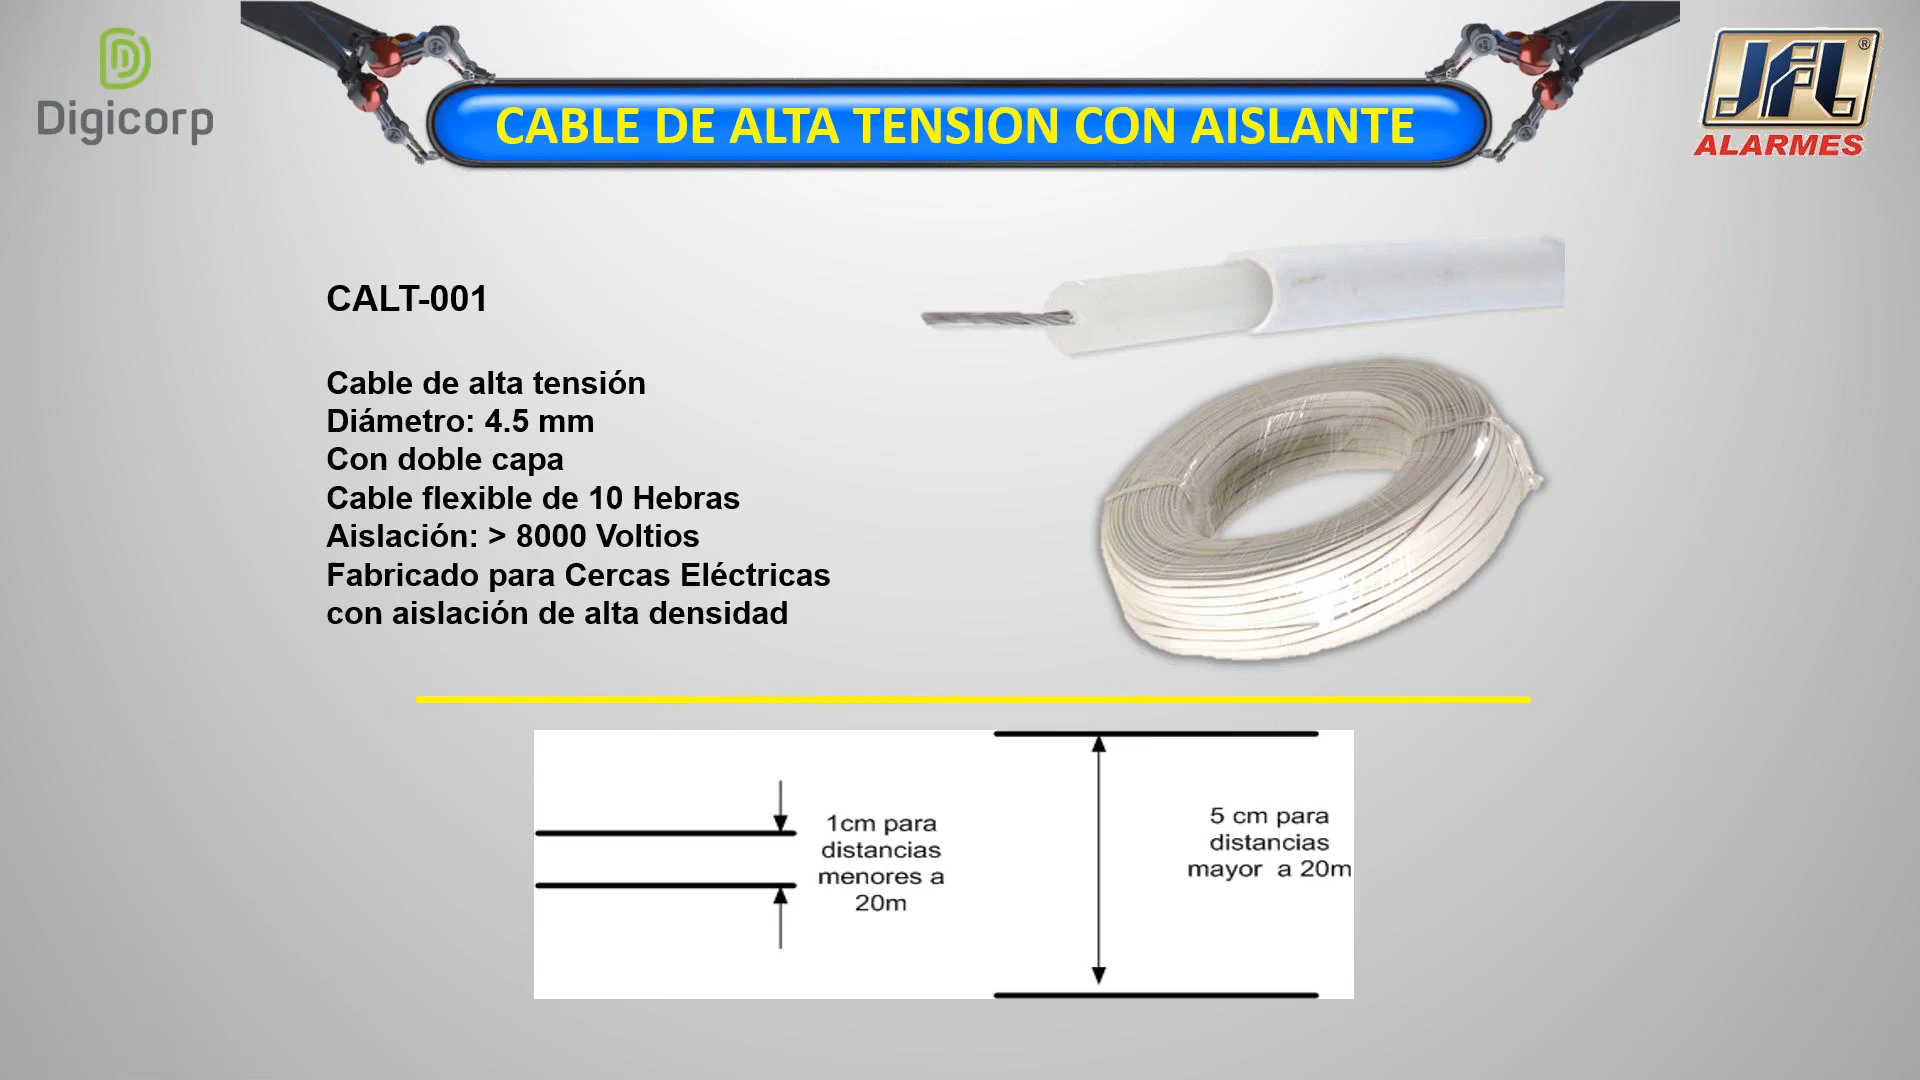 Digicorp
CABLE DE ALTA TENSION CON AISLANTE
JFL®
ALARMES
CALT-001
Cable de alta tensión
Diámetro: 4.5 mm
Con doble capa
Cable flexible de 10 Hebras
Aislación: > 8000 Voltios
Fabricado para Cercas Eléctricas
con aislación de alta densidad
1cm para
distancias
menores a
20m
5 cm para
distancias
mayor a 20m